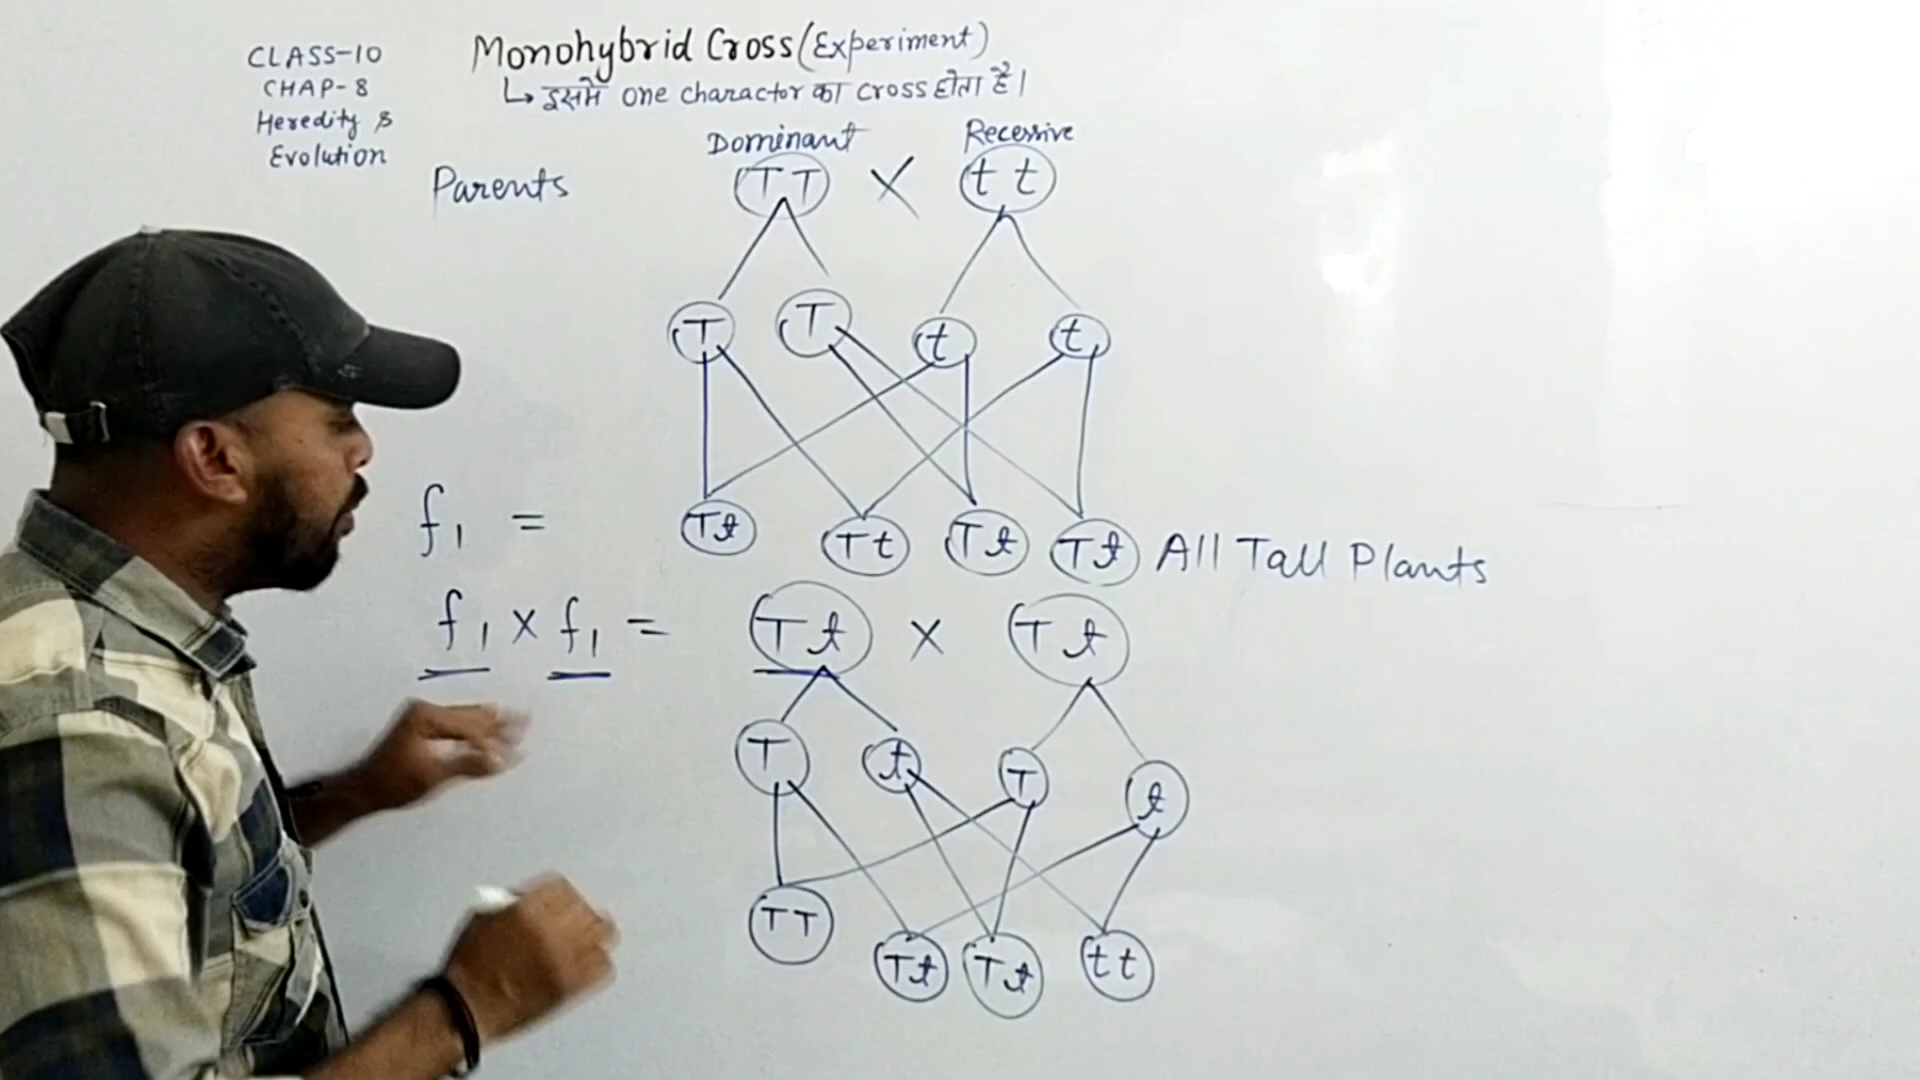 CLASS-10
CHAP-8
Heredity &
Evolution
Monohybrid Cross (Experiment)
↳ इसमे one charactor का cross होता है।
Dominant Recessive
Parents TT X tt
T T t t
f1 = Tt Tt Tt Tt All Tall Plants
f1 x f1 = Tt x Tt
T t T t
TT Tt Tt tt